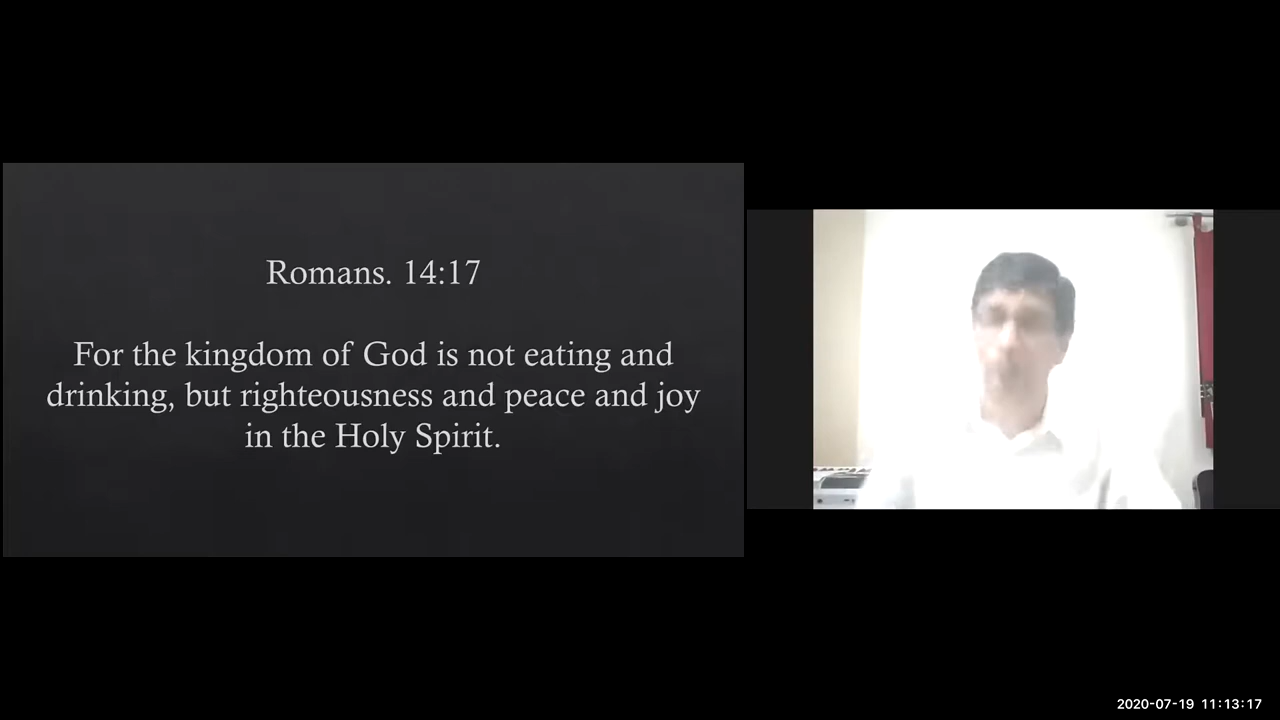 Romans. 14:17
For the kingdom of God is not eating and
drinking, but righteousness and peace and joy
in the Holy Spirit.
2020-07-19 11:13:17